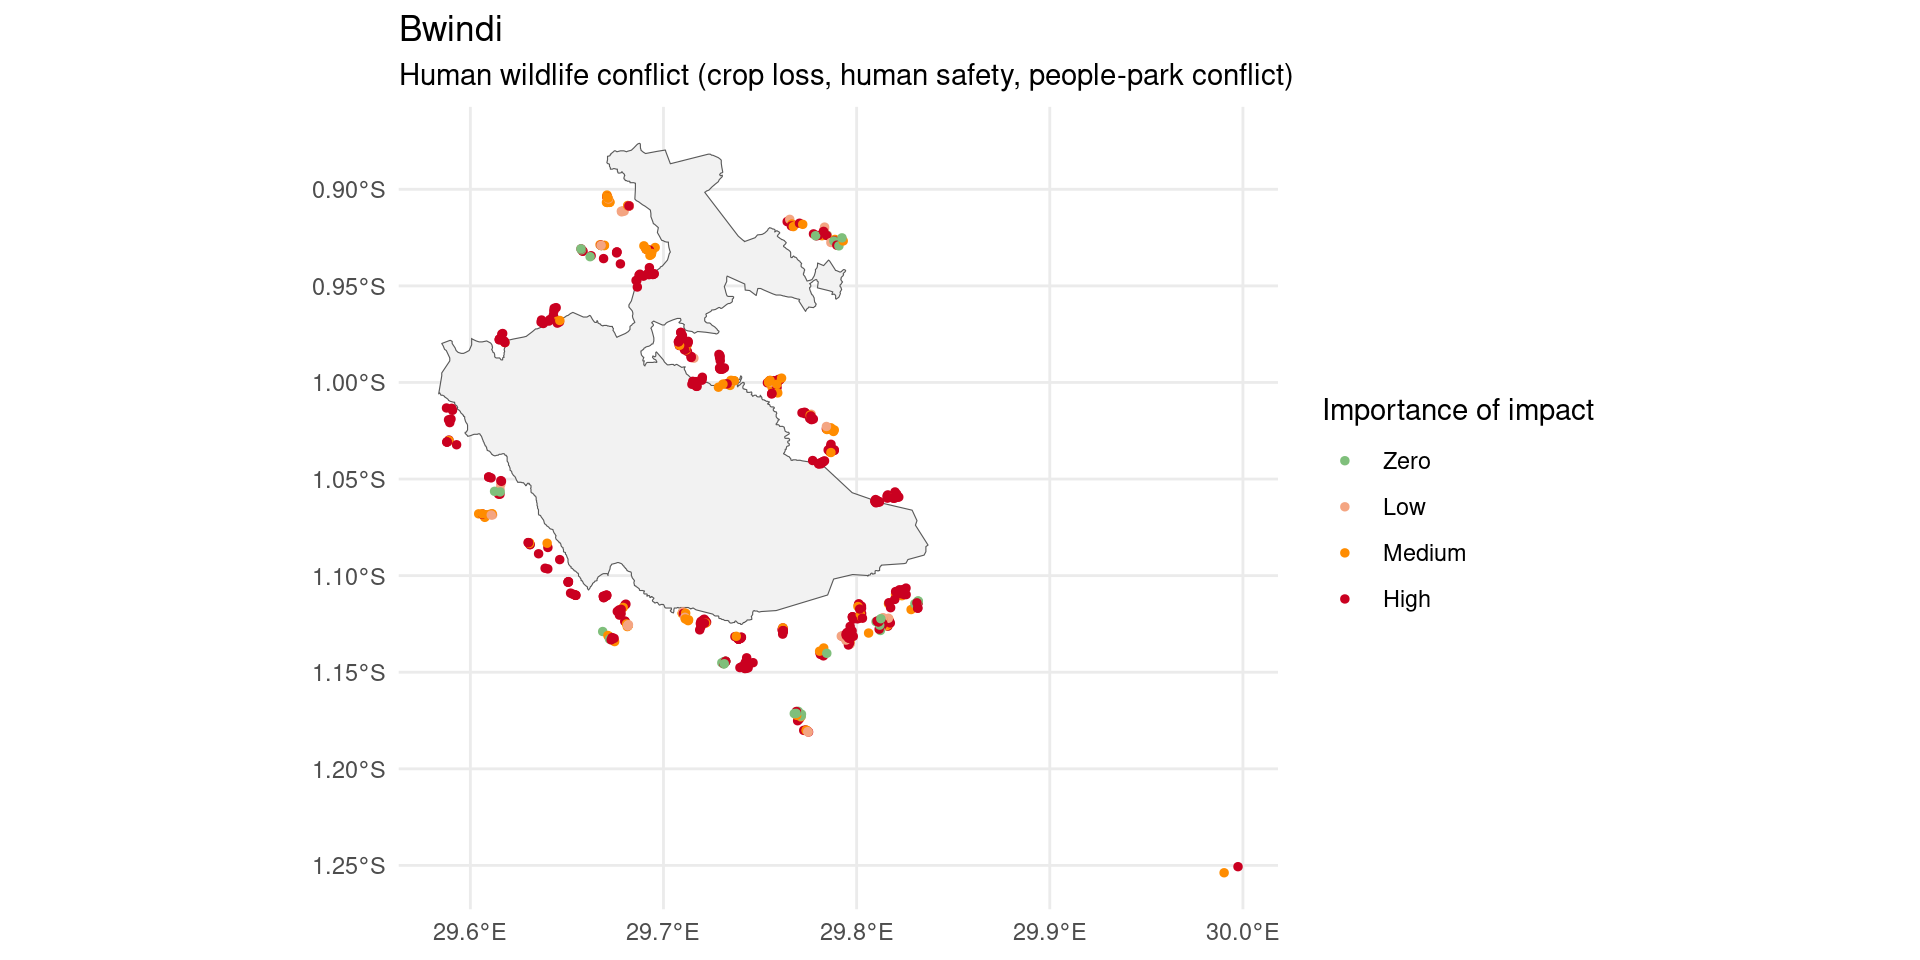 Bwindi
Human wildlife conflict (crop loss, human safety, people-park conflict)
0.90°S
0.95°S
1.00°S
1.05°S
1.10°S
1.15°S
1.20°S
1.25°S
29.6°E
29.7°E
29.8°E
29.9°E
30.0°E
Importance of impact
Zero
Low
Medium
High